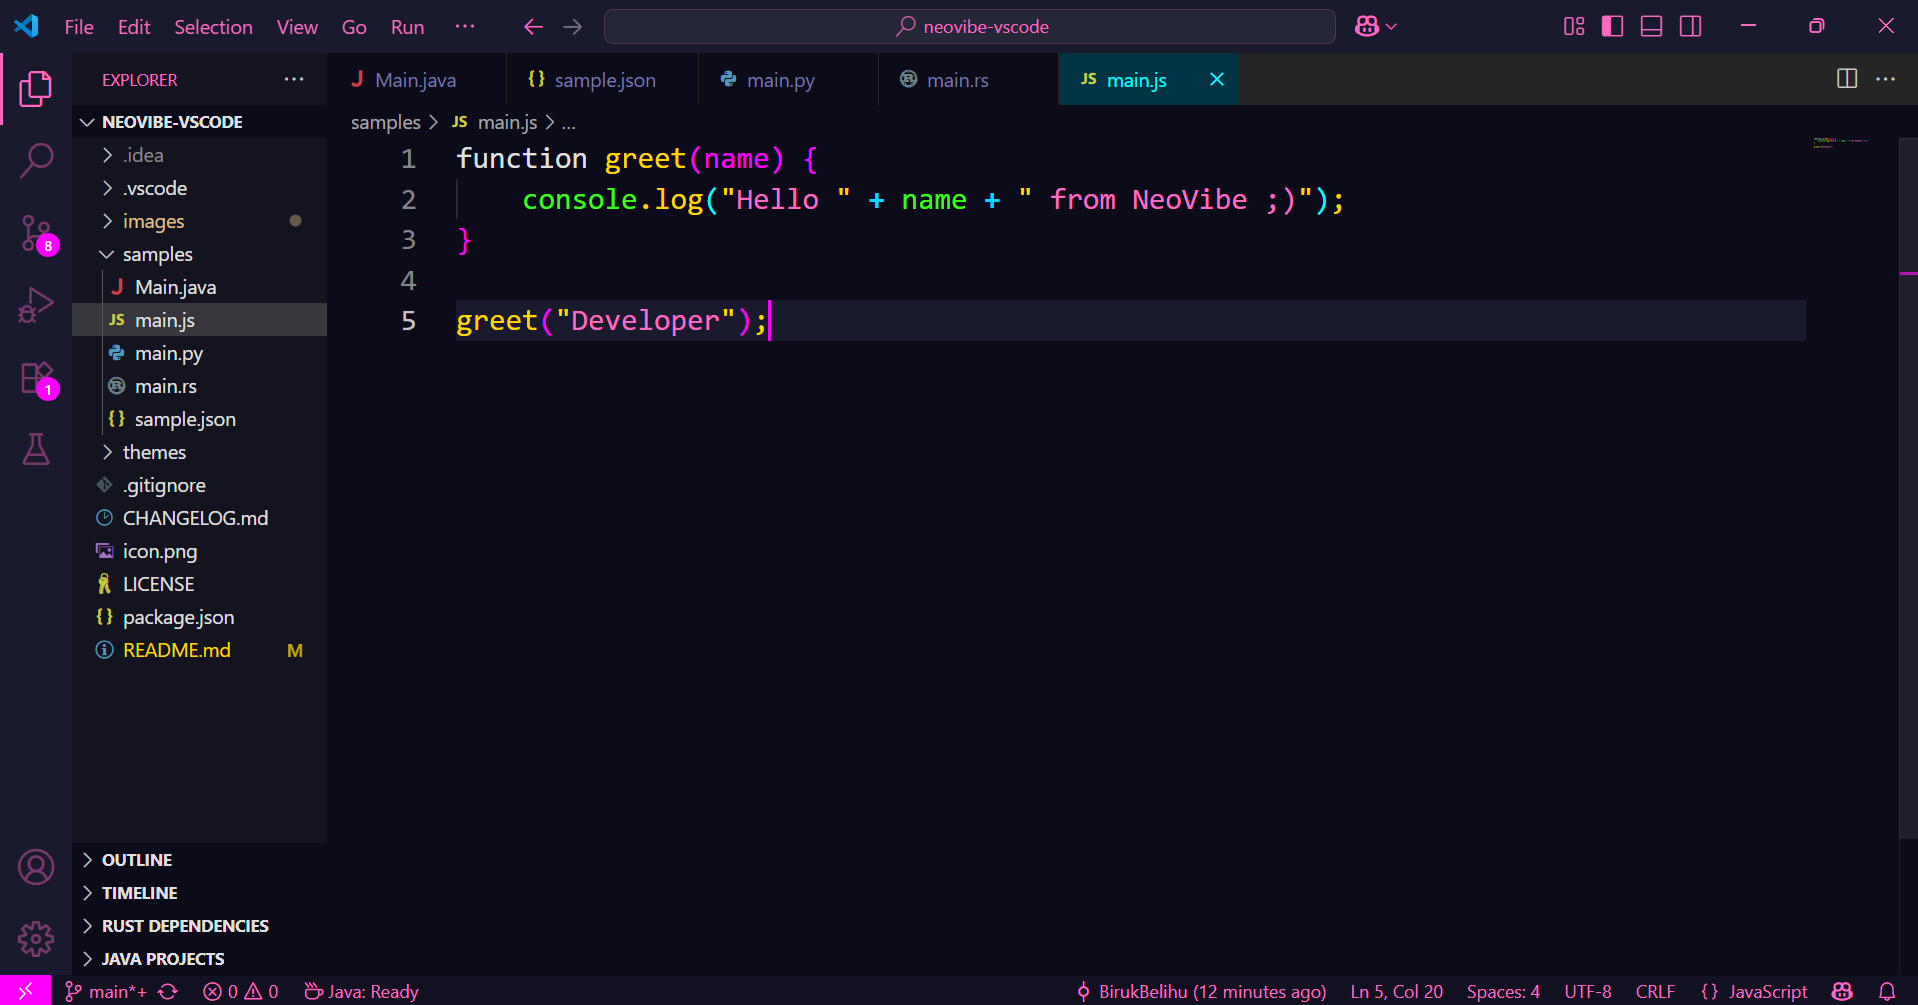 File Edit Selection View Go Run ···
neovibe-vscode
EXPLORER ···
Main.java
{} sample.json
main.py
main.rs
JS main.js
samples > JS main.js > ...
NEOVIBE-VSCODE
.idea
.vscode
images
samples
J Main.java
JS main.js
main.py
main.rs
{} sample.json
themes
.gitignore
CHANGELOG.md
icon.png
LICENSE
{} package.json
README.md M
8
1
OUTLINE
TIMELINE
RUST DEPENDENCIES
JAVA PROJECTS
1 function greet(name) {
2 console.log("Hello " + name + " from NeoVibe ;)");
3 }
4
5 greet("Developer");
main*+ 0 0 Java: Ready
BirukBelihu (12 minutes ago) Ln 5, Col 20 Spaces: 4 UTF-8 CRLF {} JavaScript